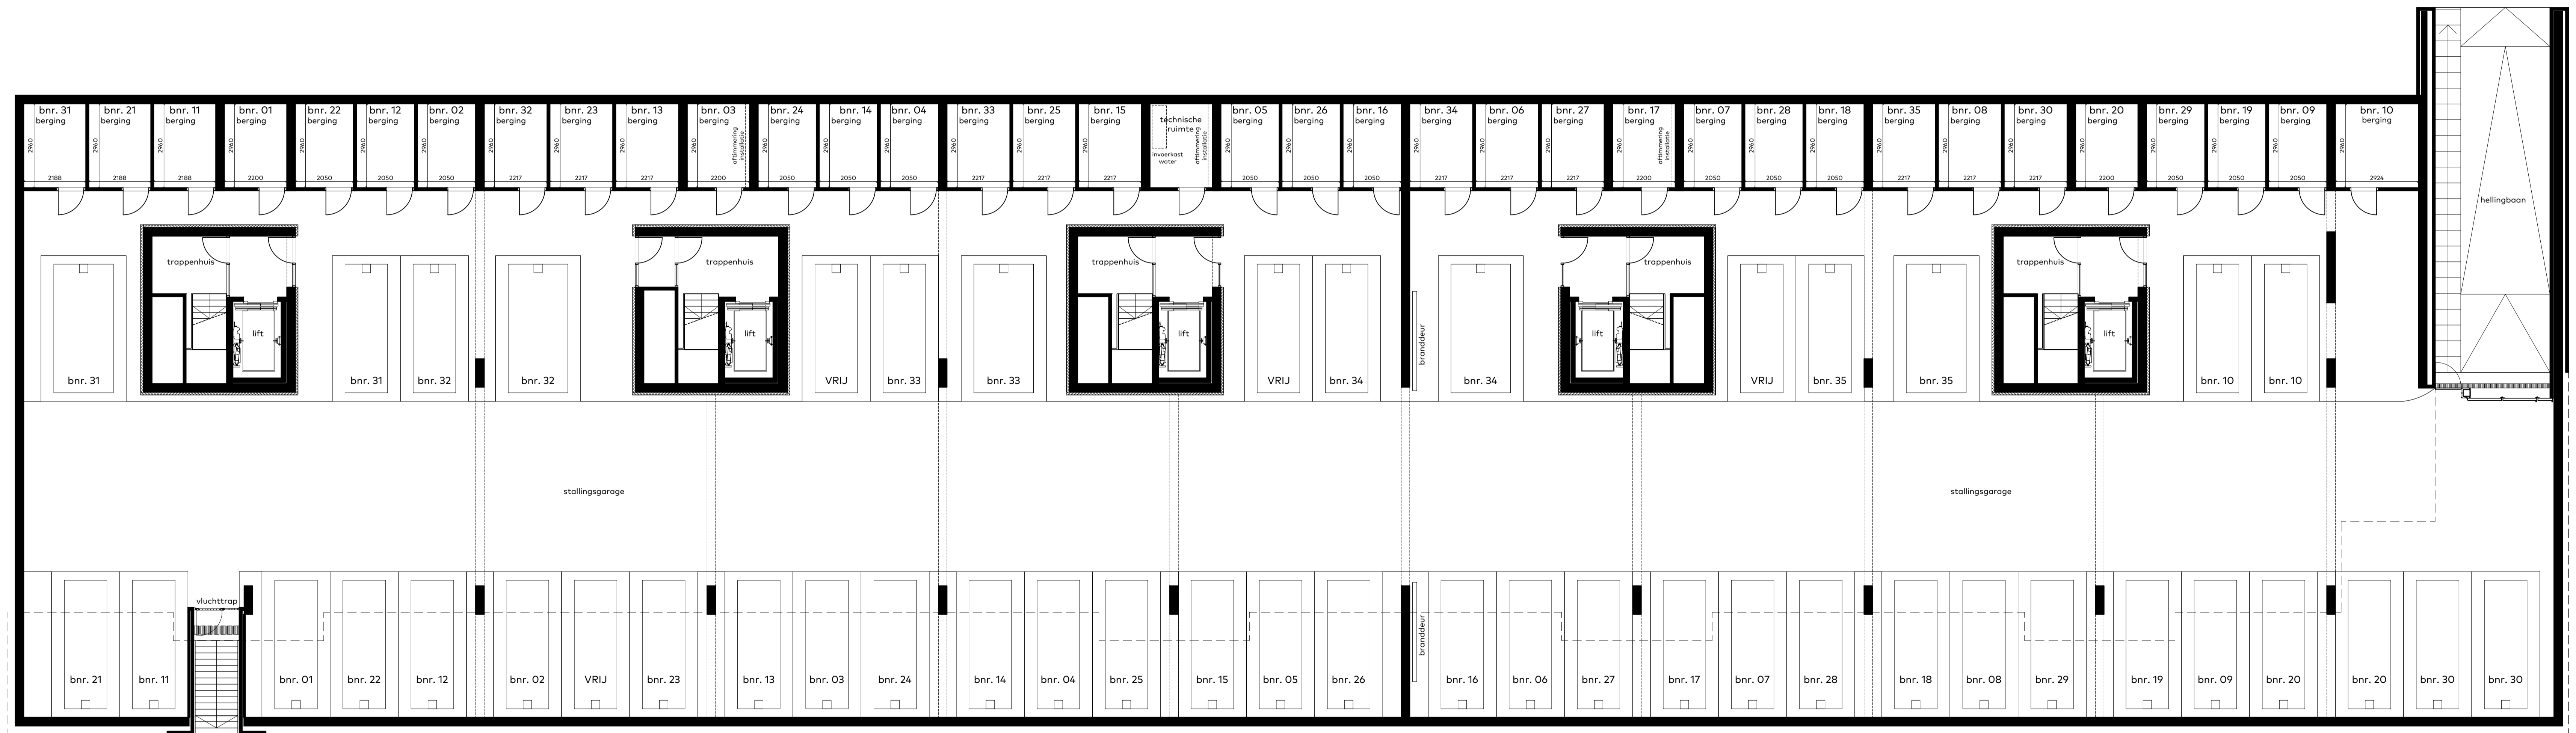 bnr. 31
berging
2960
2188
bnr. 21
berging
2960
2188
bnr. 11
berging
2960
2188
bnr. 01
berging
2960
2200
bnr. 22
berging
2960
2050
bnr. 12
berging
2960
2050
bnr. 02
berging
2960
2050
bnr. 32
berging
2960
2217
bnr. 23
berging
2960
2217
bnr. 13
berging
2960
2217
bnr. 03
berging
2960
aftimmering
installatie
2200
bnr. 24
berging
2960
2050
bnr. 14
berging
2960
2050
bnr. 04
berging
2960
2050
bnr. 33
berging
2960
2217
bnr. 25
berging
2960
2217
bnr. 15
berging
2960
2217
technische
ruimte
invoerkast
water
aftimmering
installatie
bnr. 05
berging
2960
2050
bnr. 26
berging
2960
2050
bnr. 16
berging
2960
2050
bnr. 34
berging
2960
2217
bnr. 06
berging
2960
2217
bnr. 27
berging
2960
2217
bnr. 17
berging
2960
aftimmering
installatie
2200
bnr. 07
berging
2960
2050
bnr. 28
berging
2960
2050
bnr. 18
berging
2960
2050
bnr. 35
berging
2960
2217
bnr. 08
berging
2960
2217
bnr. 30
berging
2960
2217
bnr. 20
berging
2960
2200
bnr. 29
berging
2960
2050
bnr. 19
berging
2960
2050
bnr. 09
berging
2960
2050
bnr. 10
berging
2960
2924
hellingbaan
trappenhuis
trappenhuis
trappenhuis
trappenhuis
trappenhuis
lift
lift
lift
lift
lift
branddeur
bnr. 31
bnr. 31
bnr. 32
bnr. 32
VRIJ
bnr. 33
bnr. 33
VRIJ
bnr. 34
bnr. 34
VRIJ
bnr. 35
bnr. 35
bnr. 10
bnr. 10
stallingsgarage
stallingsgarage
vluchttrap
branddeur
bnr. 21
bnr. 11
bnr. 01
bnr. 22
bnr. 12
bnr. 02
VRIJ
bnr. 23
bnr. 13
bnr. 03
bnr. 24
bnr. 14
bnr. 04
bnr. 25
bnr. 15
bnr. 05
bnr. 26
bnr. 16
bnr. 06
bnr. 27
bnr. 17
bnr. 07
bnr. 28
bnr. 18
bnr. 08
bnr. 29
bnr. 19
bnr. 09
bnr. 20
bnr. 20
bnr. 30
bnr. 30